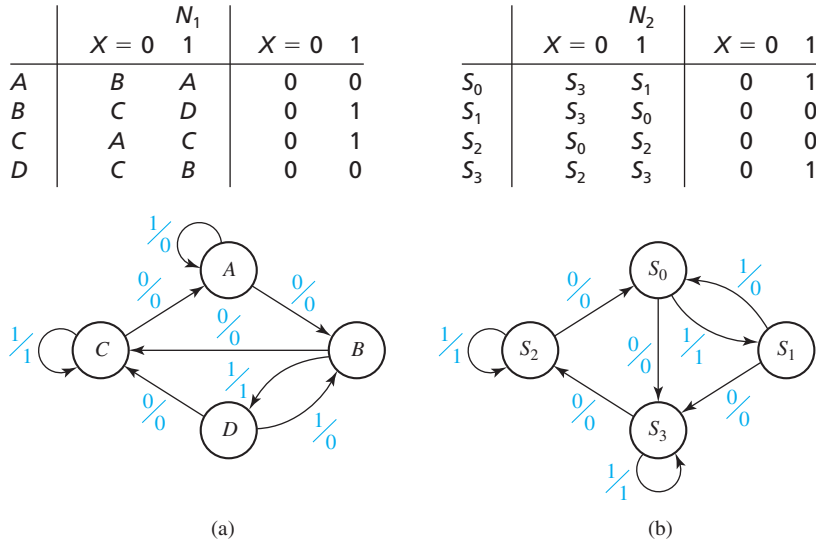 N₁
X = 0 1 X = 0 1
A B A 0 0
B C D 0 1
C A C 0 1
D C B 0 0
N₂
X = 0 1 X = 0 1
S₀ S₃ S₁ 0 1
S₁ S₃ S₀ 0 0
S₂ S₀ S₂ 0 0
S₃ S₂ S₃ 0 1
1/0
A
0/0
0/0
0/0
1/1
C
B
1/1
0/0
D
1/0
(a)
S₀
0/0
1/0
1/1
S₂
0/0
1/1
S₁
0/0
S₃
0/0
1/1
(b)